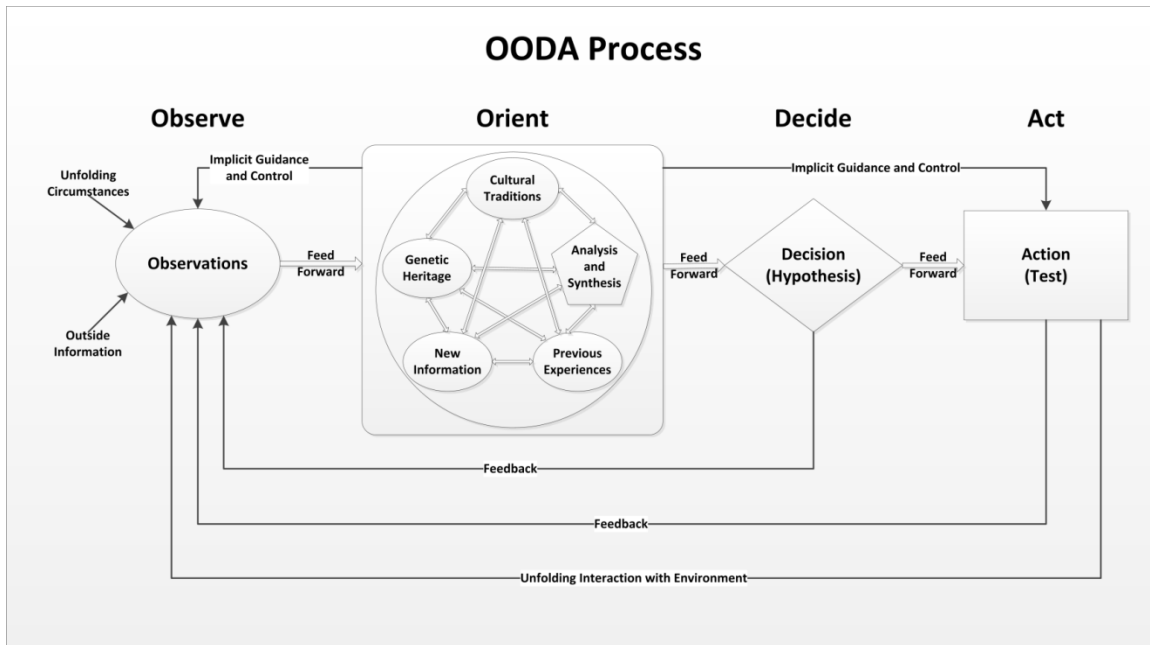 OODA Process
Observe
Orient
Decide
Act
Implicit Guidance
and Control
Unfolding
Circumstances
Observations
Outside
Information
Feed
Forward
Cultural
Traditions
Genetic
Heritage
Analysis
and
Synthesis
New
Information
Previous
Experiences
Implicit Guidance and Control
Feed
Forward
Decision
(Hypothesis)
Feed
Forward
Action
(Test)
Feedback
Feedback
Unfolding Interaction with Environment